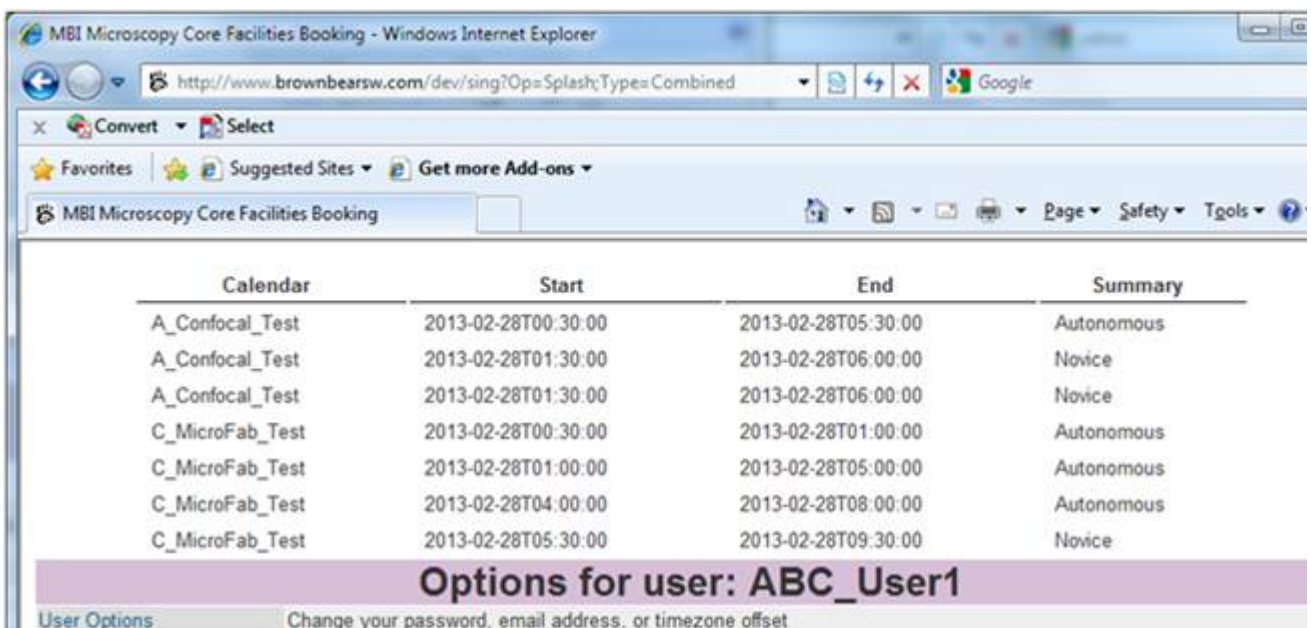 MBI Microscopy Core Facilities Booking - Windows Internet Explorer
http://www.brownbearsw.com/dev/sing?Op=Splash;Type=Combined Google
x Convert Select
Favorites Suggested Sites Get more Add-ons
MBI Microscopy Core Facilities Booking Page Safety Tools
Calendar Start End Summary
A_Confocal_Test 2013-02-28T00:30:00 2013-02-28T05:30:00 Autonomous
A_Confocal_Test 2013-02-28T01:30:00 2013-02-28T06:00:00 Novice
A_Confocal_Test 2013-02-28T01:30:00 2013-02-28T06:00:00 Novice
C_MicroFab_Test 2013-02-28T00:30:00 2013-02-28T01:00:00 Autonomous
C_MicroFab_Test 2013-02-28T01:00:00 2013-02-28T05:00:00 Autonomous
C_MicroFab_Test 2013-02-28T04:00:00 2013-02-28T08:00:00 Autonomous
C_MicroFab_Test 2013-02-28T05:30:00 2013-02-28T09:30:00 Novice
Options for user: ABC_User1
User Options Change your password, email address, or timezone offset